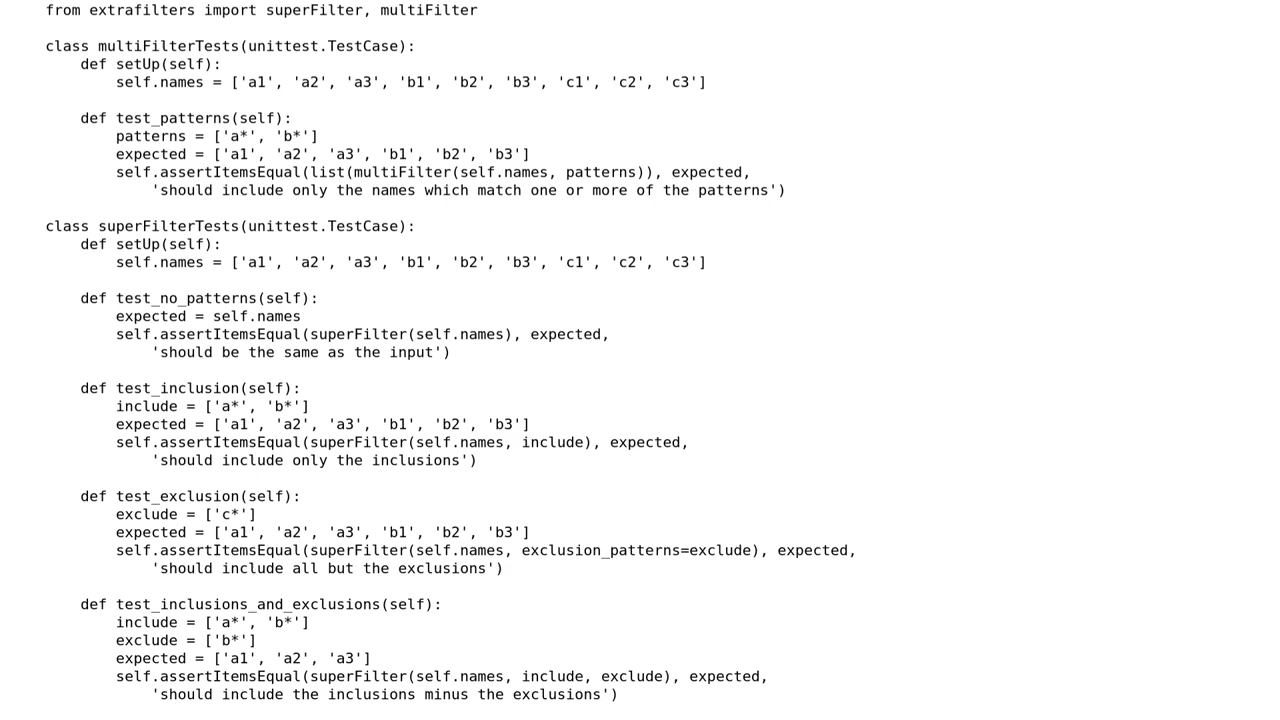 from extrafilters import superFilter, multiFilter

class multiFilterTests(unittest.TestCase):
    def setUp(self):
        self.names = ['a1', 'a2', 'a3', 'b1', 'b2', 'b3', 'c1', 'c2', 'c3']

    def test_patterns(self):
        patterns = ['a*', 'b*']
        expected = ['a1', 'a2', 'a3', 'b1', 'b2', 'b3']
        self.assertItemsEqual(list(multiFilter(self.names, patterns)), expected,
            'should include only the names which match one or more of the patterns')

class superFilterTests(unittest.TestCase):
    def setUp(self):
        self.names = ['a1', 'a2', 'a3', 'b1', 'b2', 'b3', 'c1', 'c2', 'c3']

    def test_no_patterns(self):
        expected = self.names
        self.assertItemsEqual(superFilter(self.names), expected,
            'should be the same as the input')

    def test_inclusion(self):
        include = ['a*', 'b*']
        expected = ['a1', 'a2', 'a3', 'b1', 'b2', 'b3']
        self.assertItemsEqual(superFilter(self.names, include), expected,
            'should include only the inclusions')

    def test_exclusion(self):
        exclude = ['c*']
        expected = ['a1', 'a2', 'a3', 'b1', 'b2', 'b3']
        self.assertItemsEqual(superFilter(self.names, exclusion_patterns=exclude), expected,
            'should include all but the exclusions')

    def test_inclusions_and_exclusions(self):
        include = ['a*', 'b*']
        exclude = ['b*']
        expected = ['a1', 'a2', 'a3']
        self.assertItemsEqual(superFilter(self.names, include, exclude), expected,
            'should include the inclusions minus the exclusions')